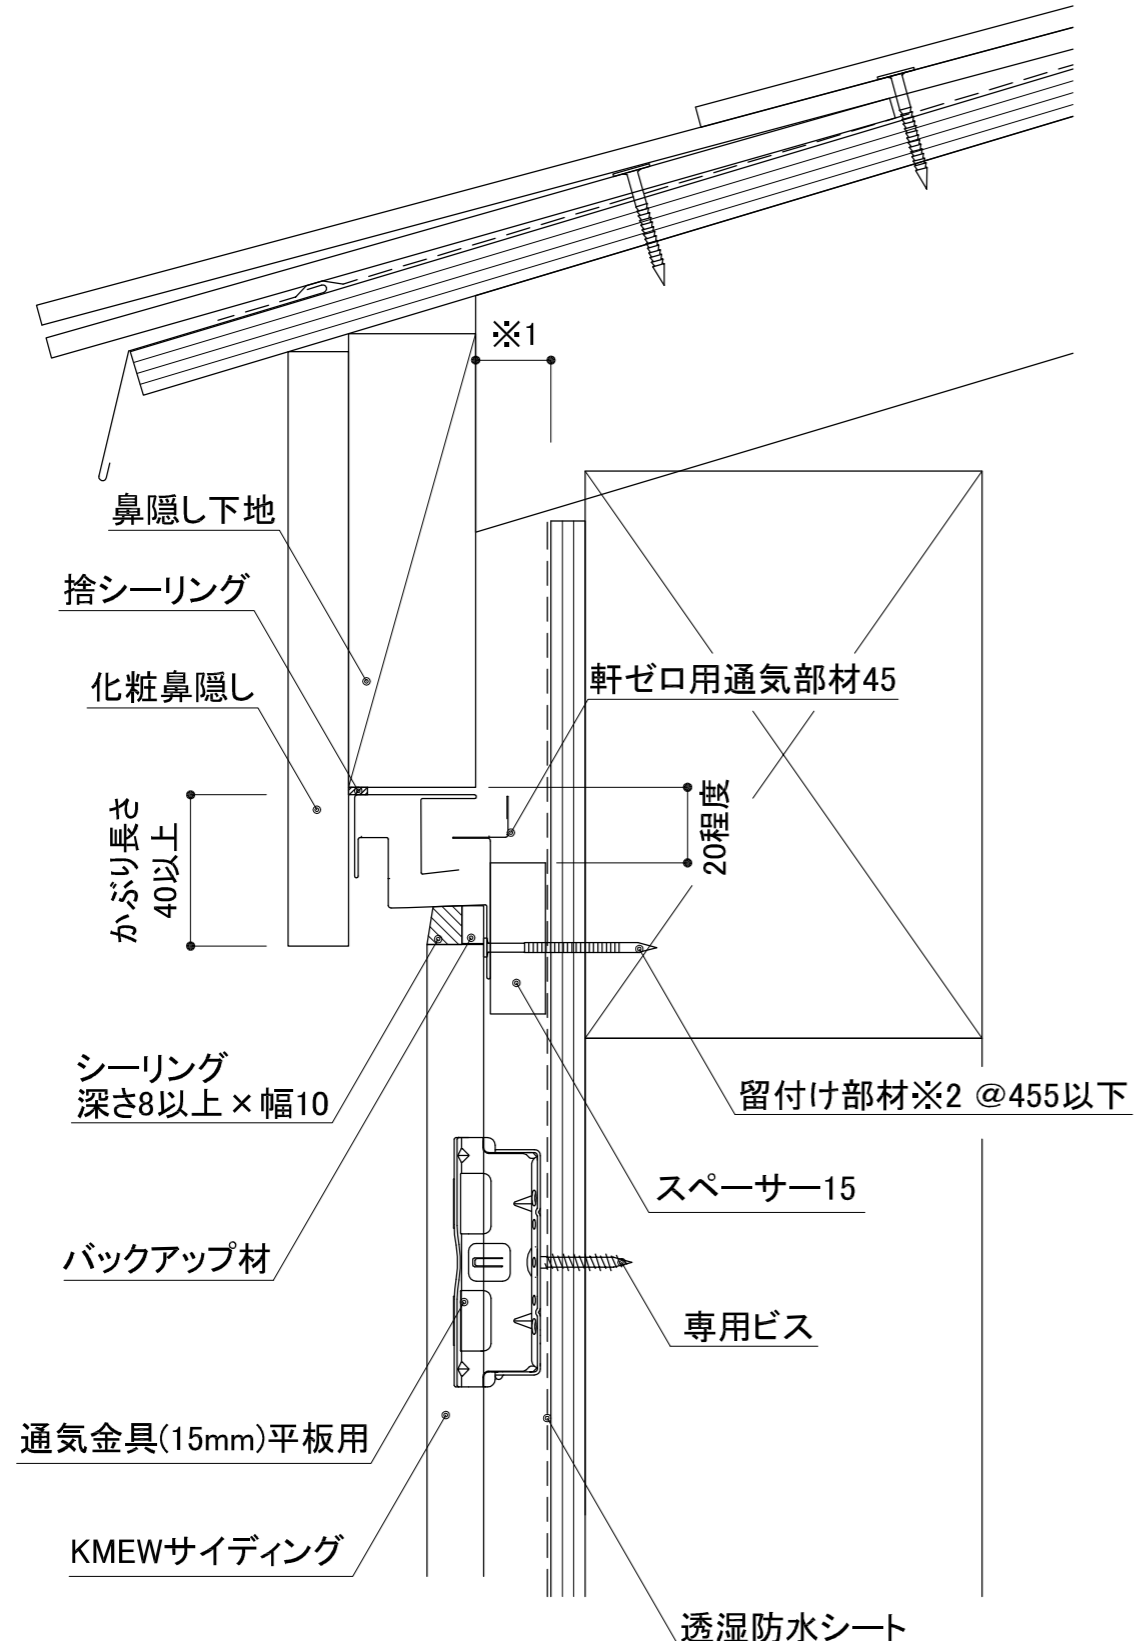 ※1
鼻隠し下地
捨シーリング
化粧鼻隠し
軒ゼロ用通気部材45
かぶり長さ
40以上
20程度
シーリング
深さ8以上×幅10
留付け部材※2 @455以下
スペーサー15
バックアップ材
専用ビス
通気金具(15mm)平板用
KMEWサイディング
透湿防水シート